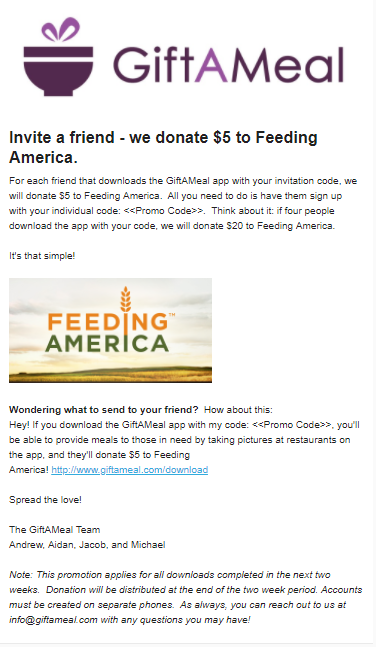 GiftAMeal
Invite a friend - we donate $5 to Feeding
America.
For each friend that downloads the GiftAMeal app with your invitation code, we
will donate $5 to Feeding America.  All you need to do is have them sign up
with your individual code: <<Promo Code>>.  Think about it: if four people
download the app with your code, we will donate $20 to Feeding America.
It's that simple!
FEEDING™
AMERICA
Wondering what to send to your friend?  How about this:
Hey! If you download the GiftAMeal app with my code: <<Promo Code>>, you'll
be able to provide meals to those in need by taking pictures at restaurants on
the app, and they'll donate $5 to Feeding
America! http://www.giftameal.com/download
Spread the love!
The GiftAMeal Team
Andrew, Aidan, Jacob, and Michael
Note: This promotion applies for all downloads completed in the next two
weeks.  Donation will be distributed at the end of the two week period. Accounts
must be created on separate phones.  As always, you can reach out to us at
info@giftameal.com with any questions you may have!